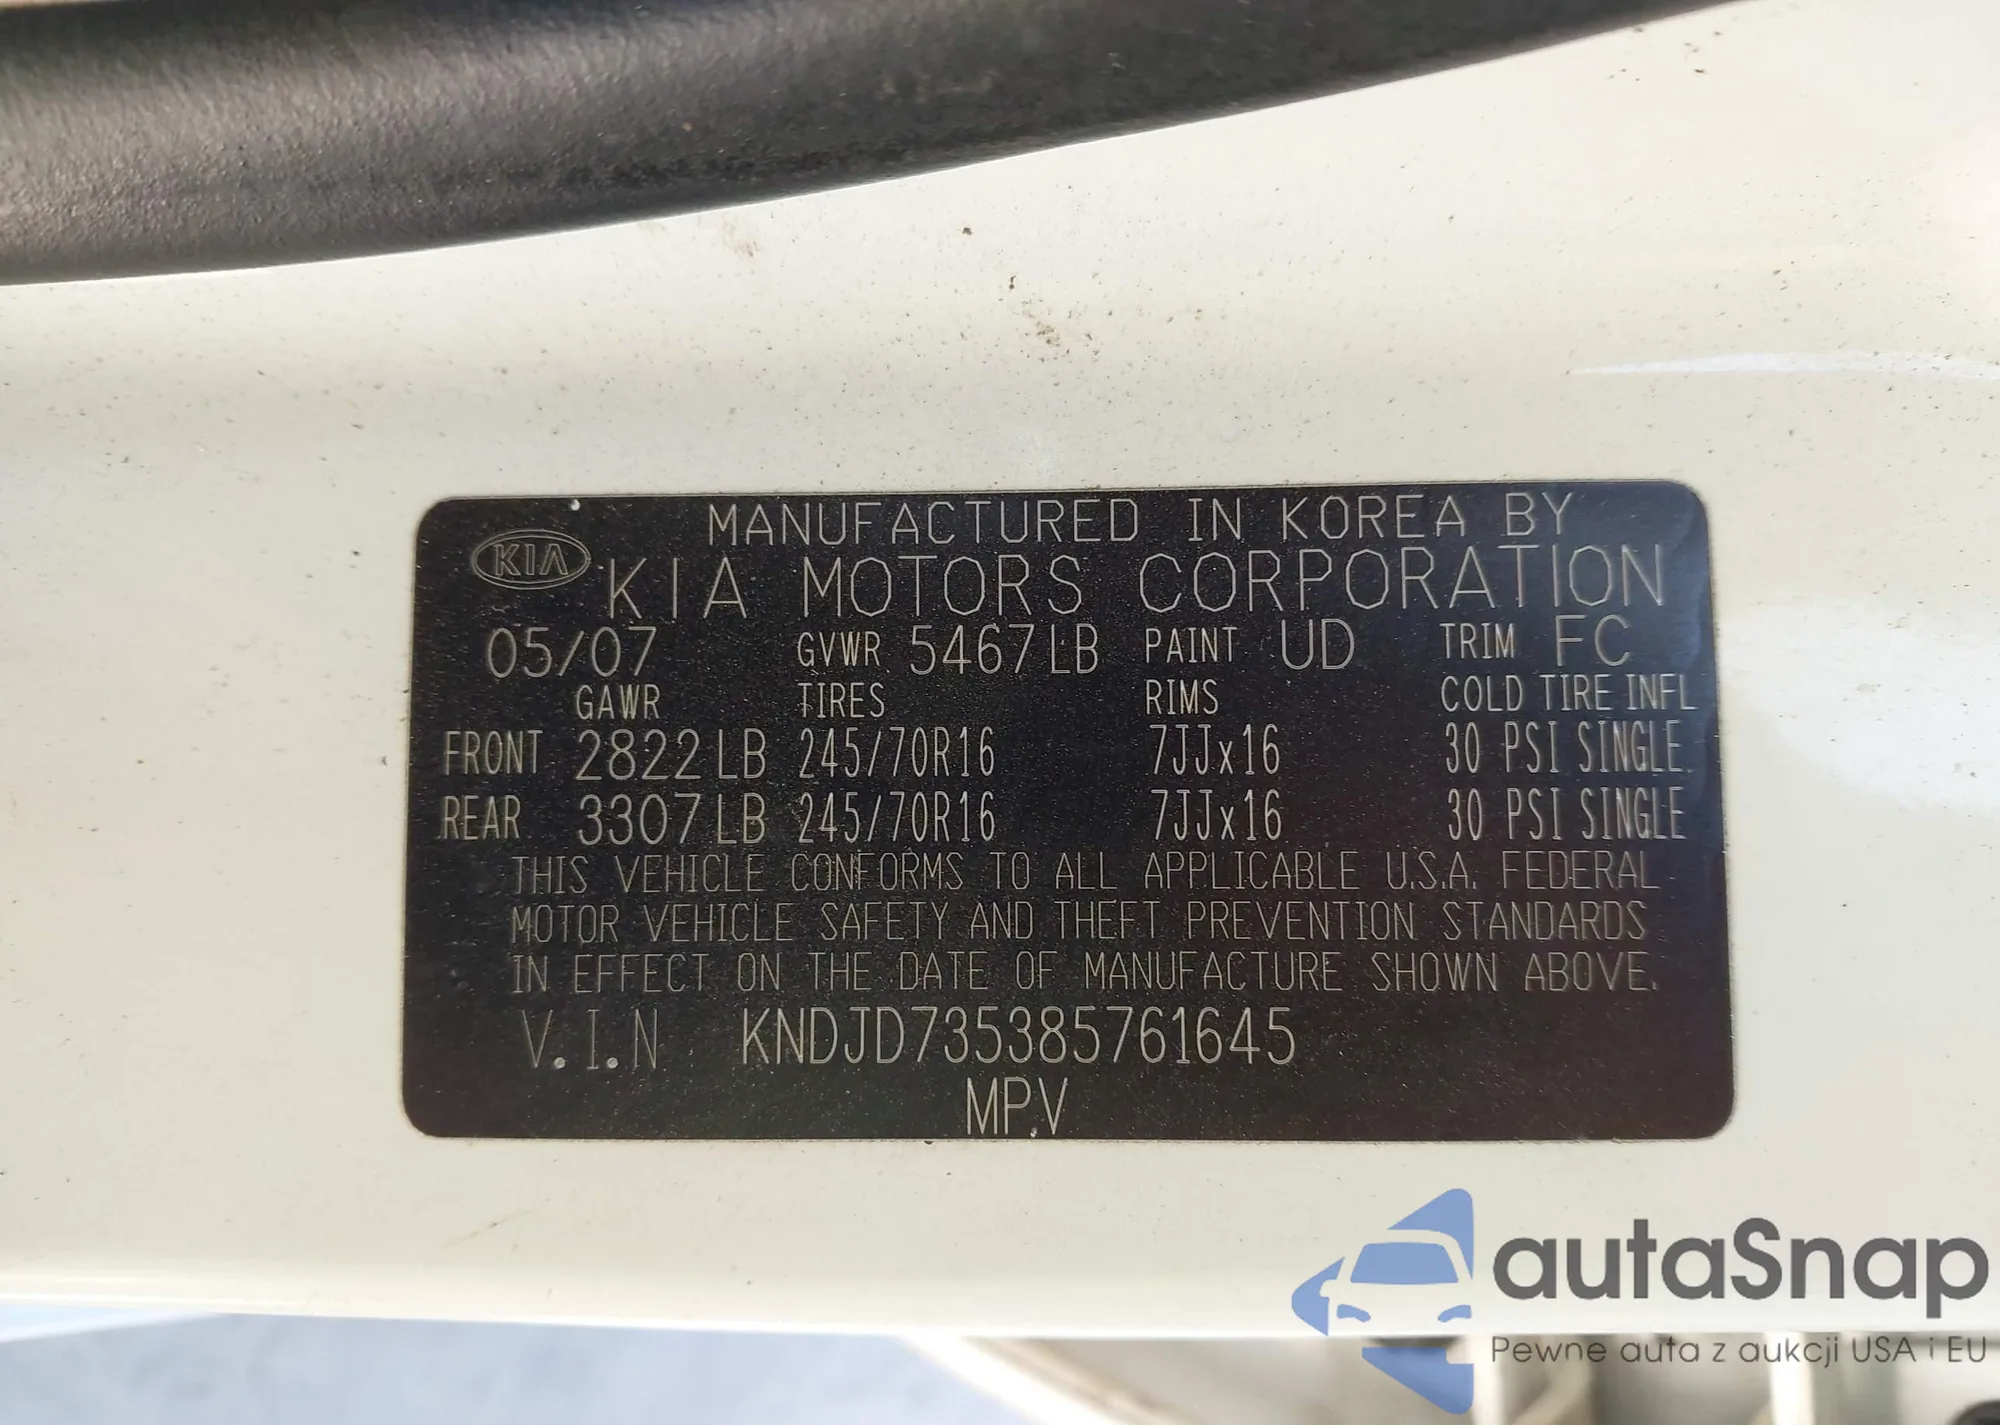 MANUFACTURED IN KOREA BY
KIA KIA MOTORS CORPORATION
05/07 GVWR 5467LB PAINT UD TRIM FC
GAWR TIRES RIMS COLD TIRE INFL
FRONT 2822LB 245/70R16 7JJx16 30 PSI SINGLE
REAR 3307LB 245/70R16 7JJx16 30 PSI SINGLE
THIS VEHICLE CONFORMS TO ALL APPLICABLE U.S.A. FEDERAL
MOTOR VEHICLE SAFETY AND THEFT PREVENTION STANDARDS
IN EFFECT ON THE DATE OF MANUFACTURE SHOWN ABOVE.
V.I.N KNDJD735385761645
MPV
autaSnap
Pewne auta z aukcji USA i EU